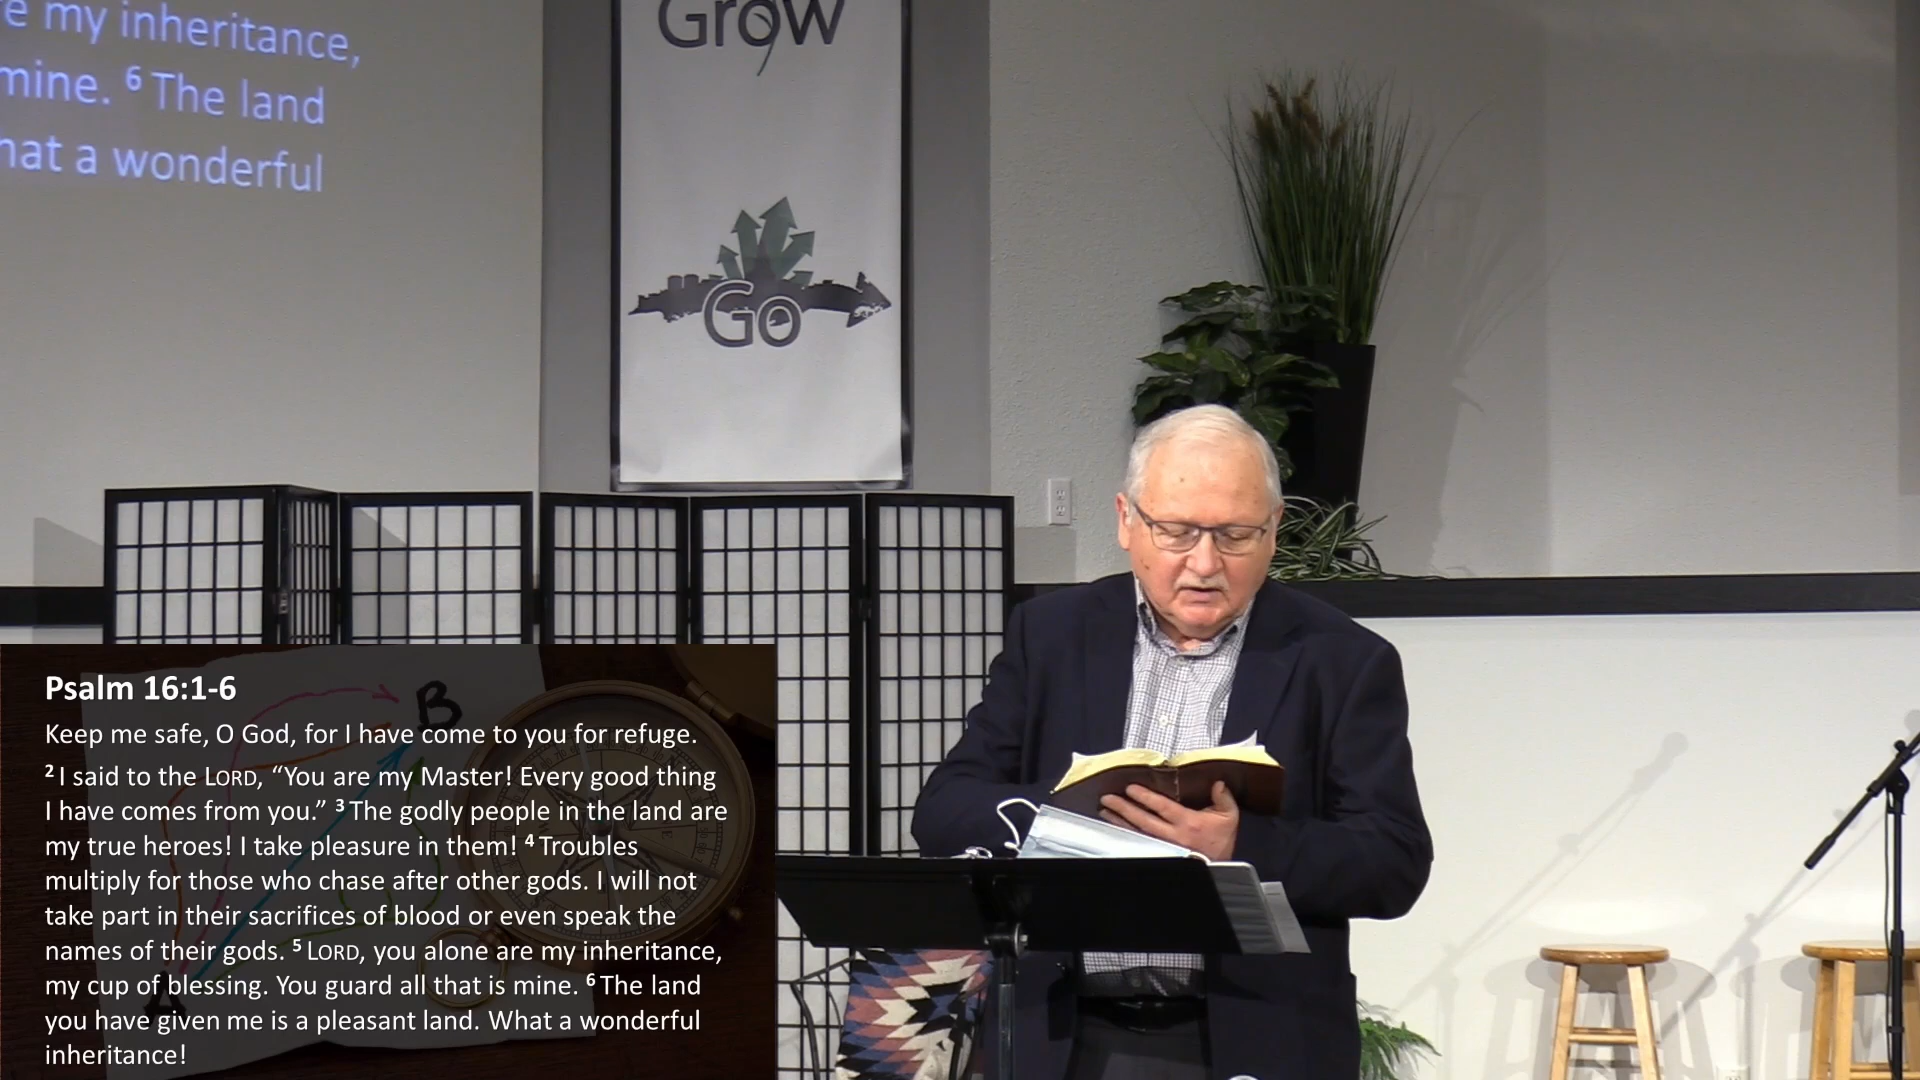 e my inheritance,
mine. 6 The land
hat a wonderful
Grow
Go
Psalm 16:1-6
Keep me safe, O God, for I have come to you for refuge.
2 I said to the LORD, “You are my Master! Every good thing
I have comes from you.” 3 The godly people in the land are
my true heroes! I take pleasure in them! 4 Troubles
multiply for those who chase after other gods. I will not
take part in their sacrifices of blood or even speak the
names of their gods. 5 LORD, you alone are my inheritance,
my cup of blessing. You guard all that is mine. 6 The land
you have given me is a pleasant land. What a wonderful
inheritance!
B
A